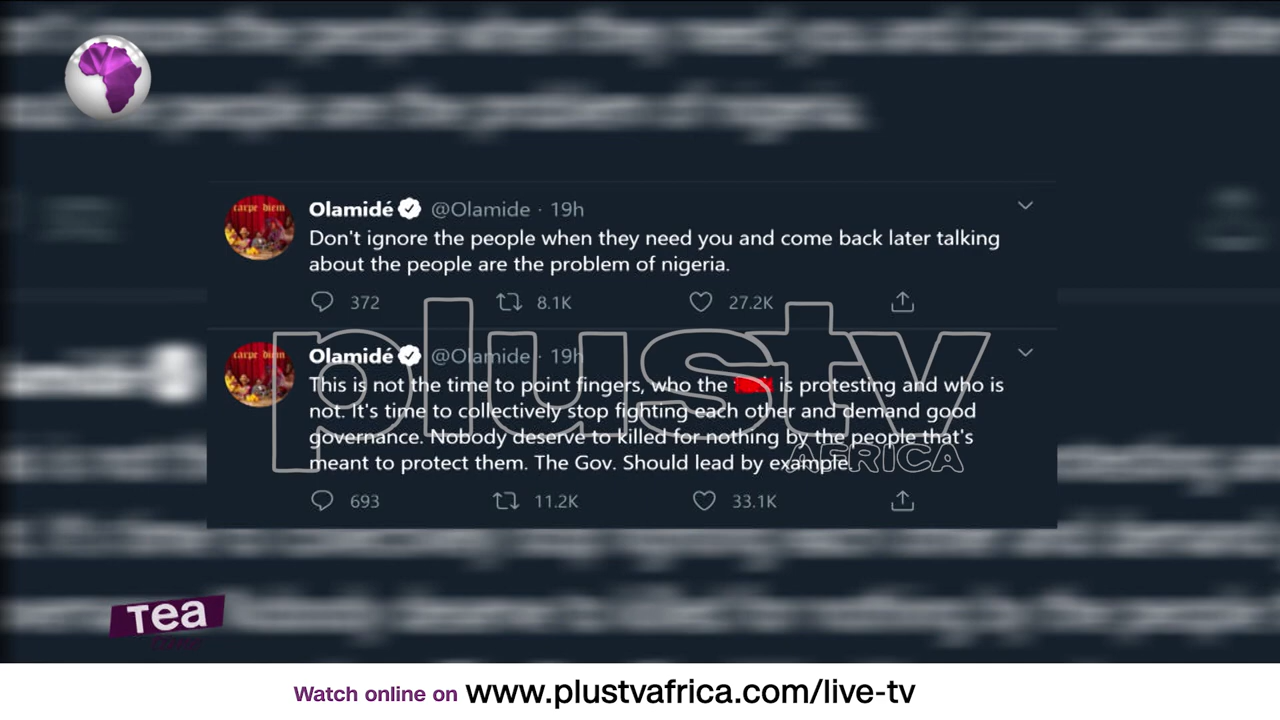 Olamidé @Olamide · 19h
Don't ignore the people when they need you and come back later talking
about the people are the problem of nigeria.
372 8.1K 27.2K
Olamidé @Olamide · 19h
This is not the time to point fingers, who the is protesting and who is
not. It's time to collectively stop fighting each other and demand good
governance. Nobody deserve to killed for nothing by the people that's
meant to protect them. The Gov. Should lead by example.
693 11.2K 33.1K
plustv
AFRICA
Tea
Watch online on www.plustvafrica.com/live-tv